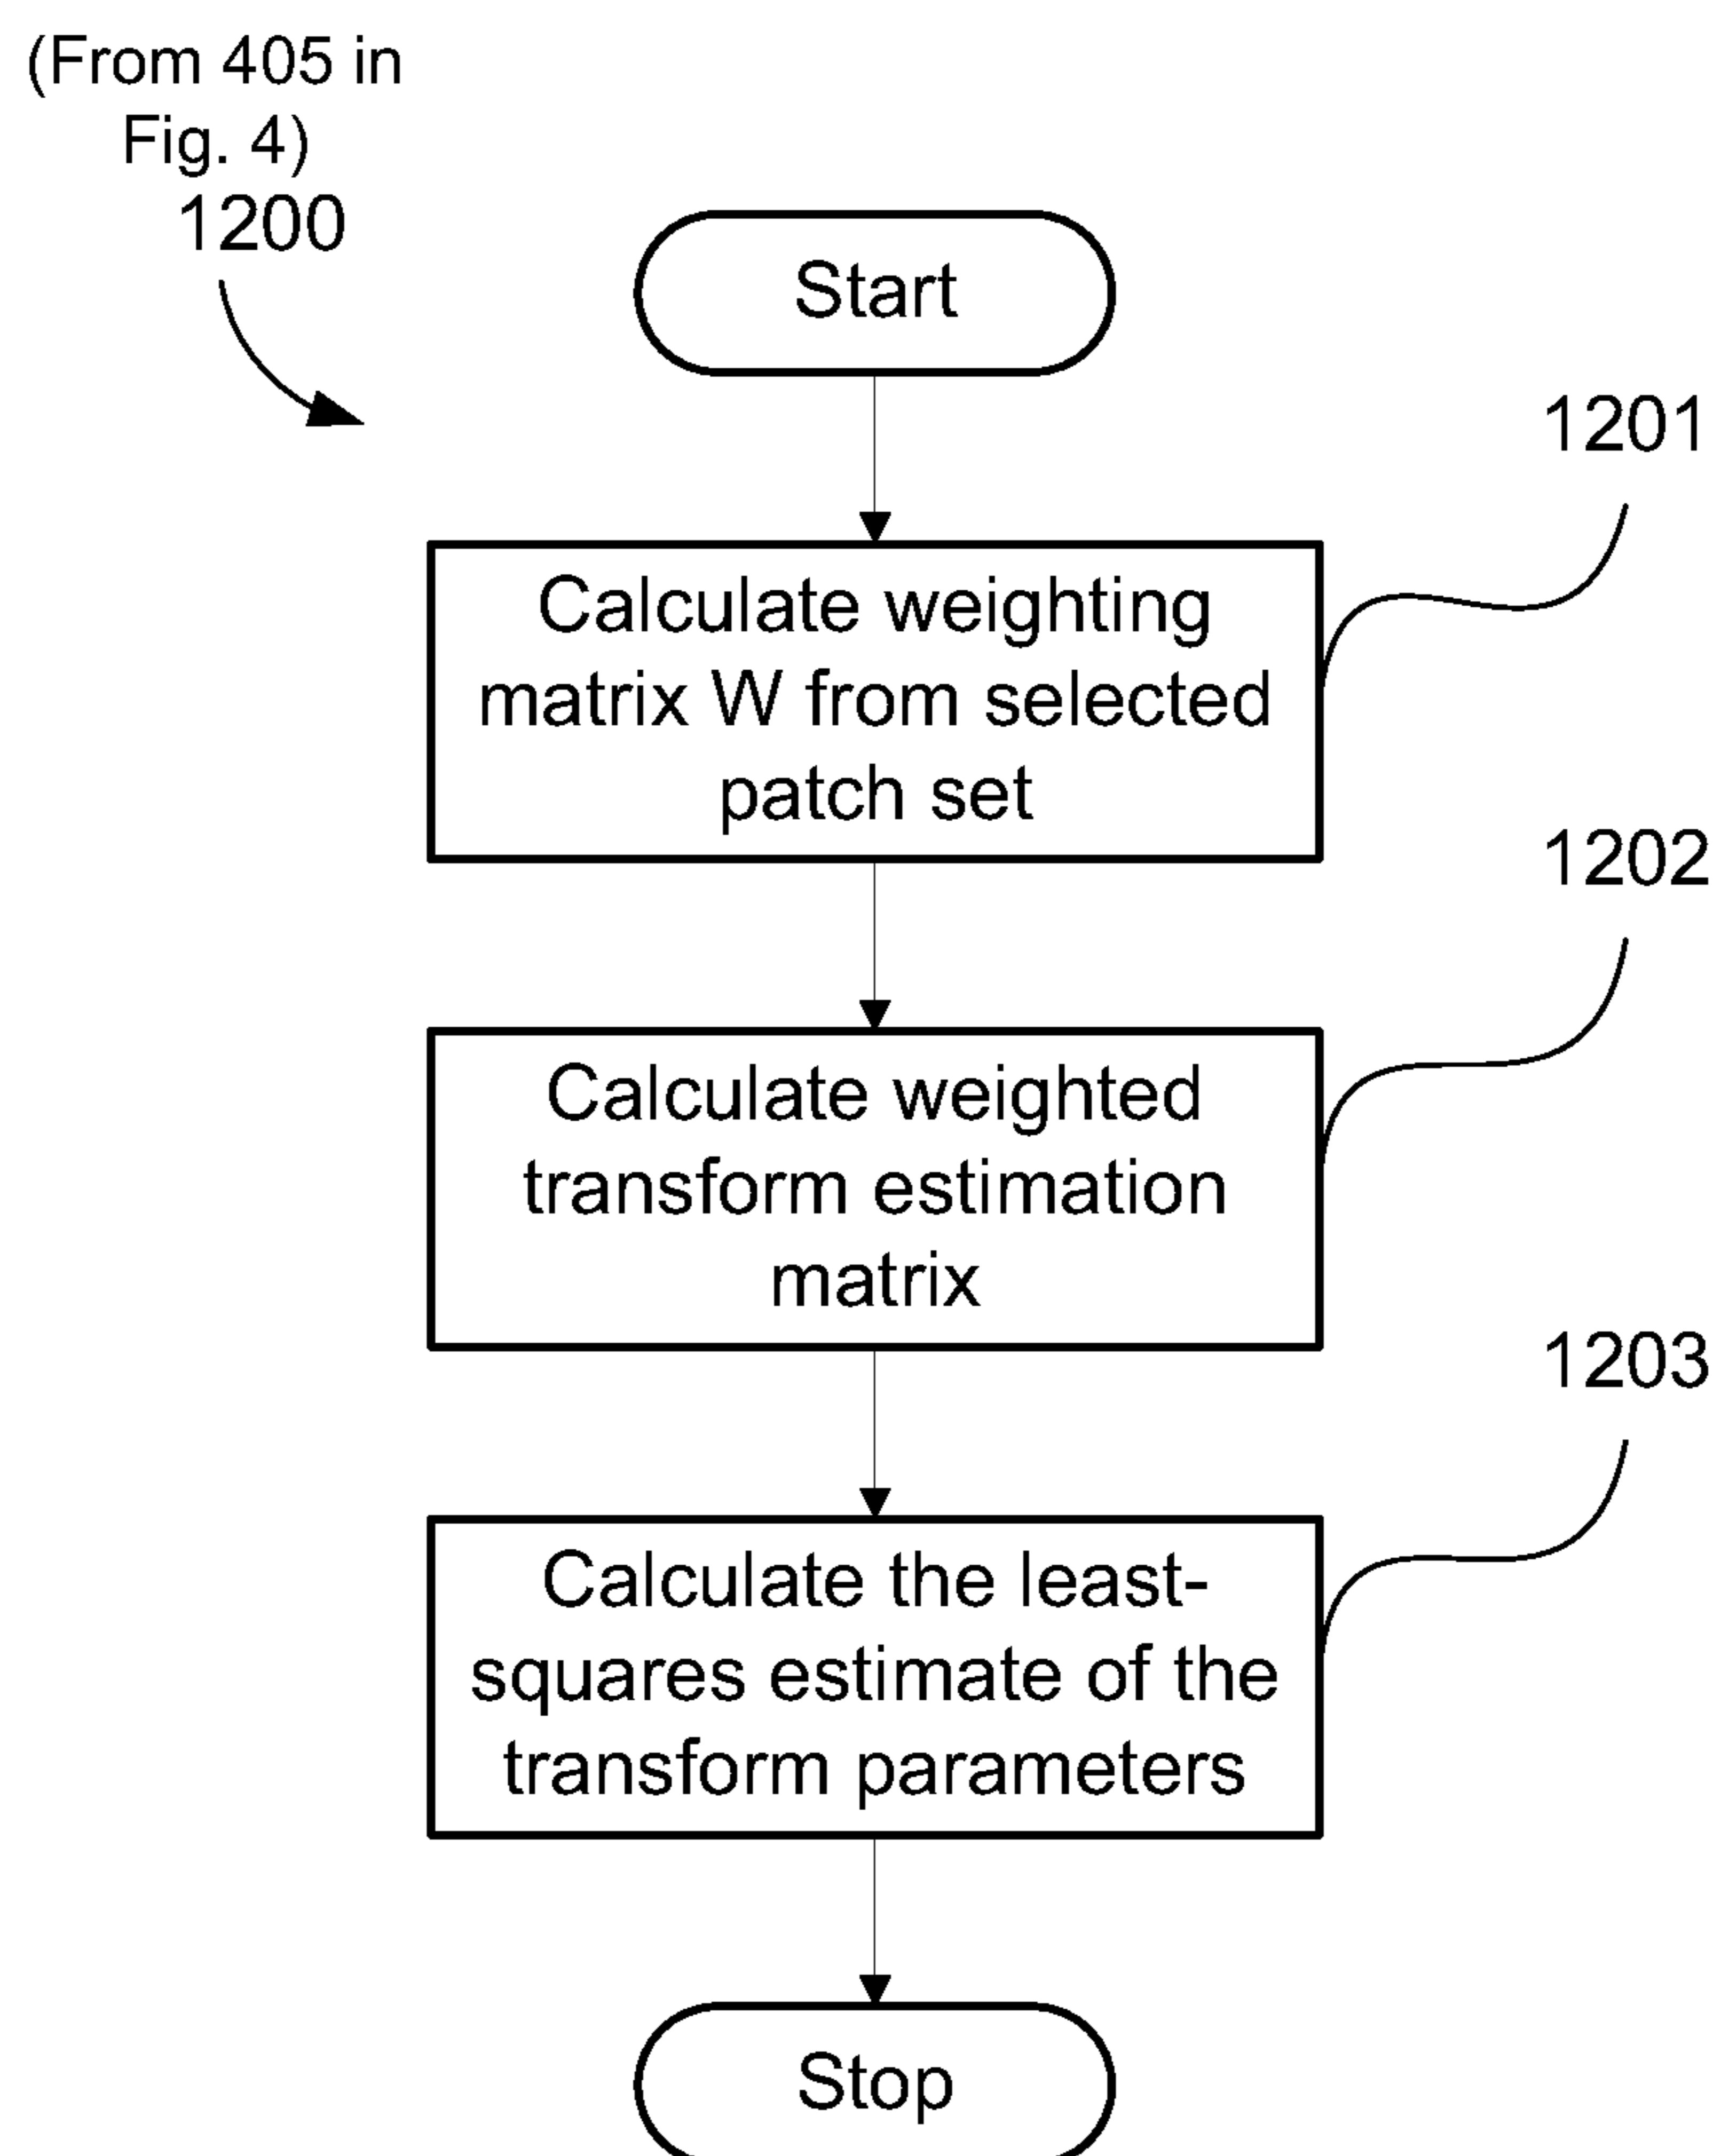 (From 405 in
Fig. 4)
1200
Start
1201
Calculate weighting
matrix W from selected
patch set
1202
Calculate weighted
transform estimation
matrix
1203
Calculate the least-
squares estimate of the
transform parameters
Stop